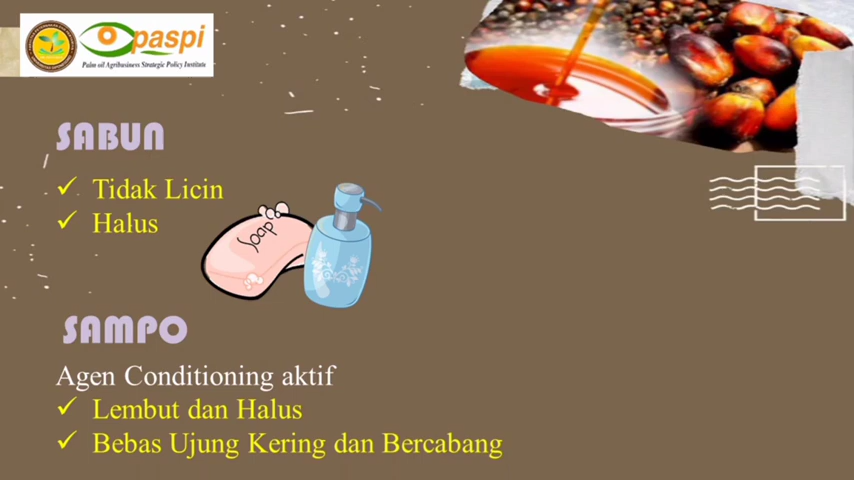 paspi
Palm oil Agribusiness Strategic Policy Institute
SABUN
✓ Tidak Licin
✓ Halus
Soap
SAMPO
Agen Conditioning aktif
✓ Lembut dan Halus
✓ Bebas Ujung Kering dan Bercabang